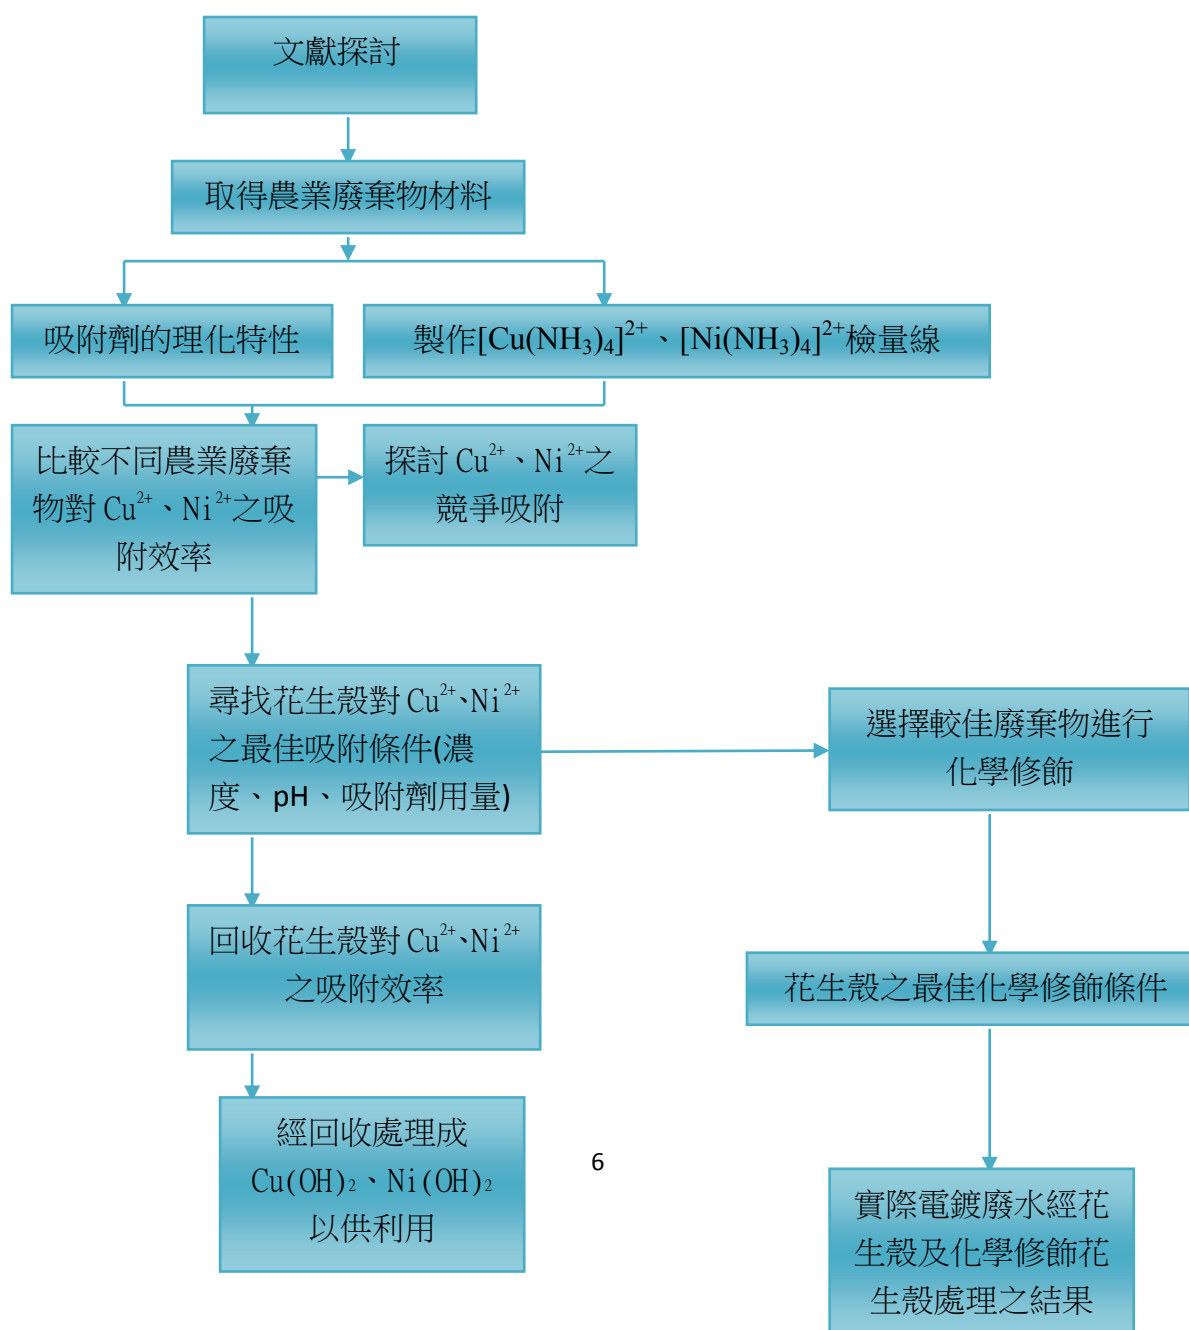 文獻探討
取得農業廢棄物材料
吸附劑的理化特性
製作[Cu(NH₃)₄]²⁺、[Ni(NH₃)₄]²⁺檢量線
比較不同農業廢棄
物對 Cu²⁺、Ni²⁺之吸
附效率
探討 Cu²⁺、Ni²⁺之
競爭吸附
尋找花生殼對 Cu²⁺、Ni²⁺
之最佳吸附條件(濃
度、pH、吸附劑用量)
選擇較佳廢棄物進行
化學修飾
回收花生殼對 Cu²⁺、Ni²⁺
之吸附效率
花生殼之最佳化學修飾條件
經回收處理成
Cu(OH)₂、Ni(OH)₂
以供利用
6
實際電鍍廢水經花
生殼及化學修飾花
生殼處理之結果